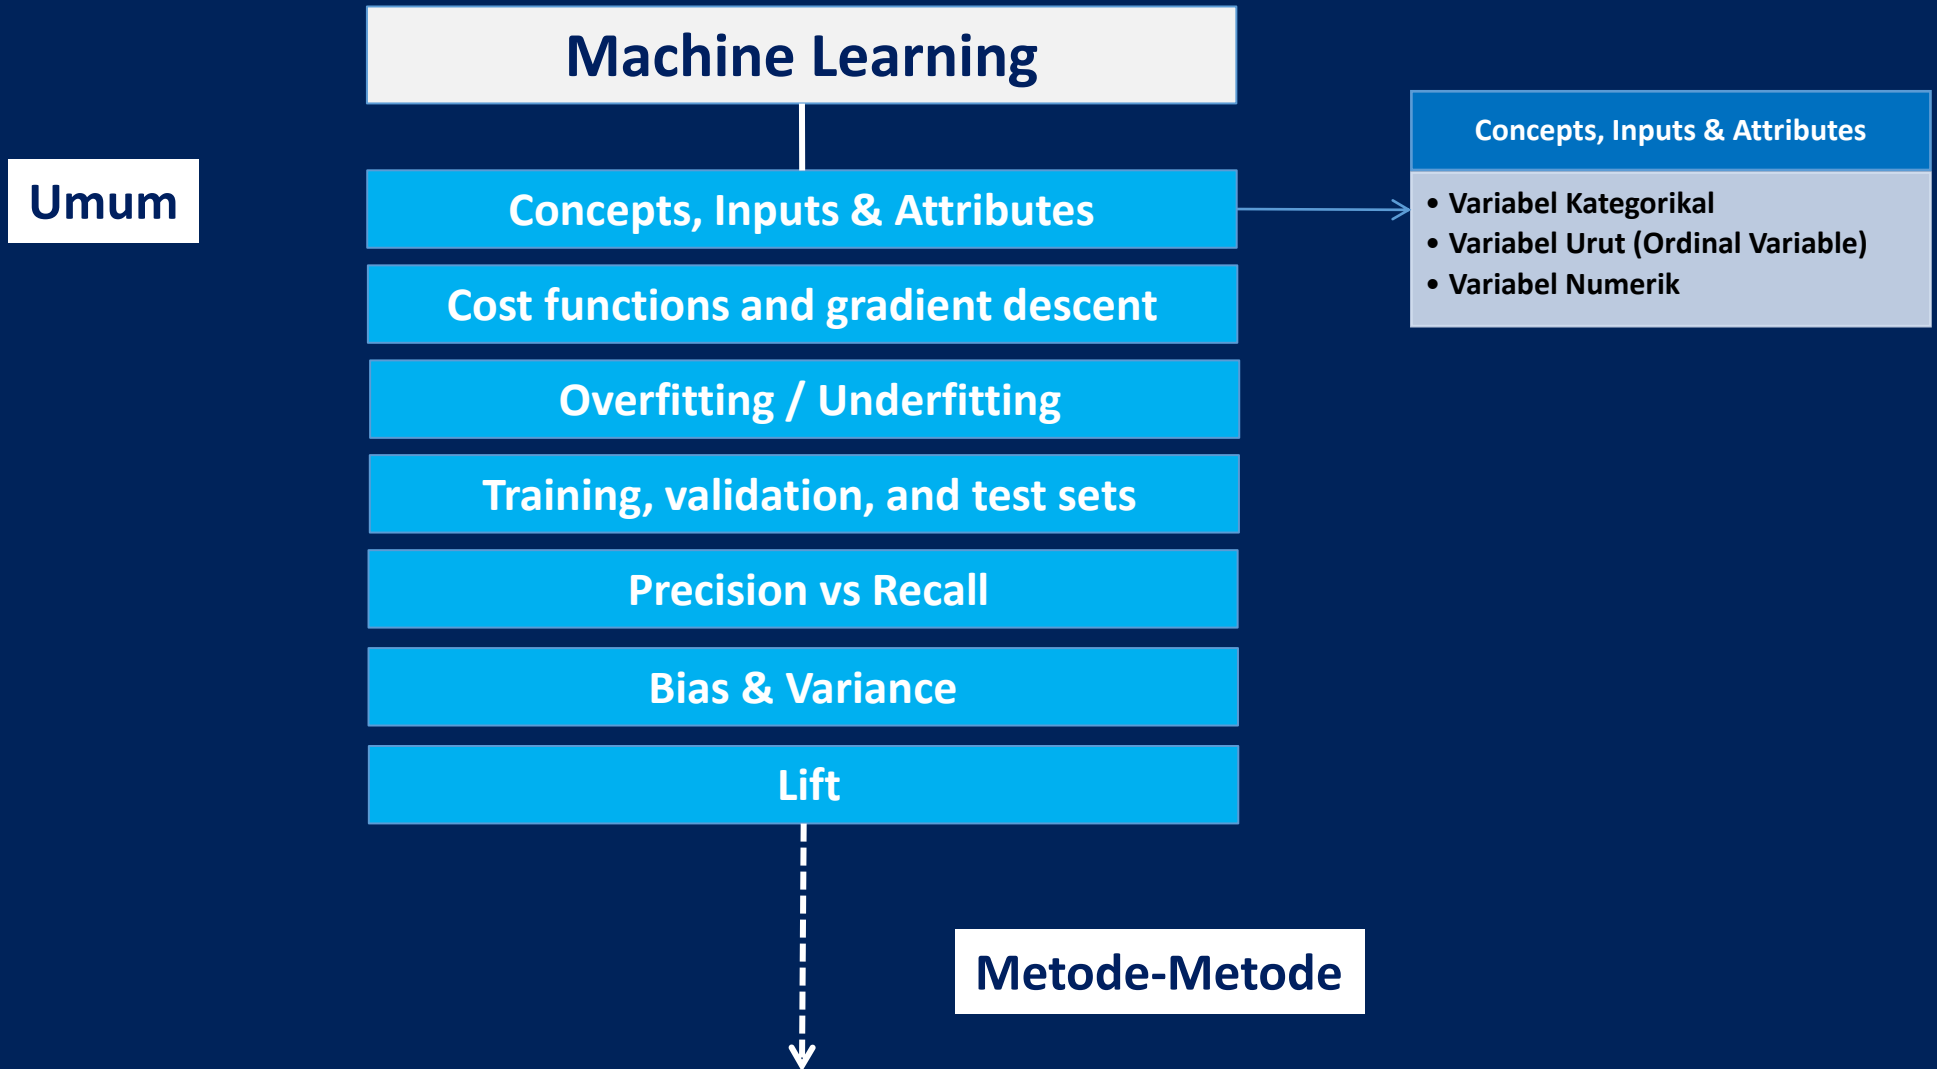 Machine Learning
Umum
Concepts, Inputs & Attributes
Cost functions and gradient descent
Overfitting / Underfitting
Training, validation, and test sets
Precision vs Recall
Bias & Variance
Lift
Concepts, Inputs & Attributes
• Variabel Kategorikal
• Variabel Urut (Ordinal Variable)
• Variabel Numerik
Metode-Metode